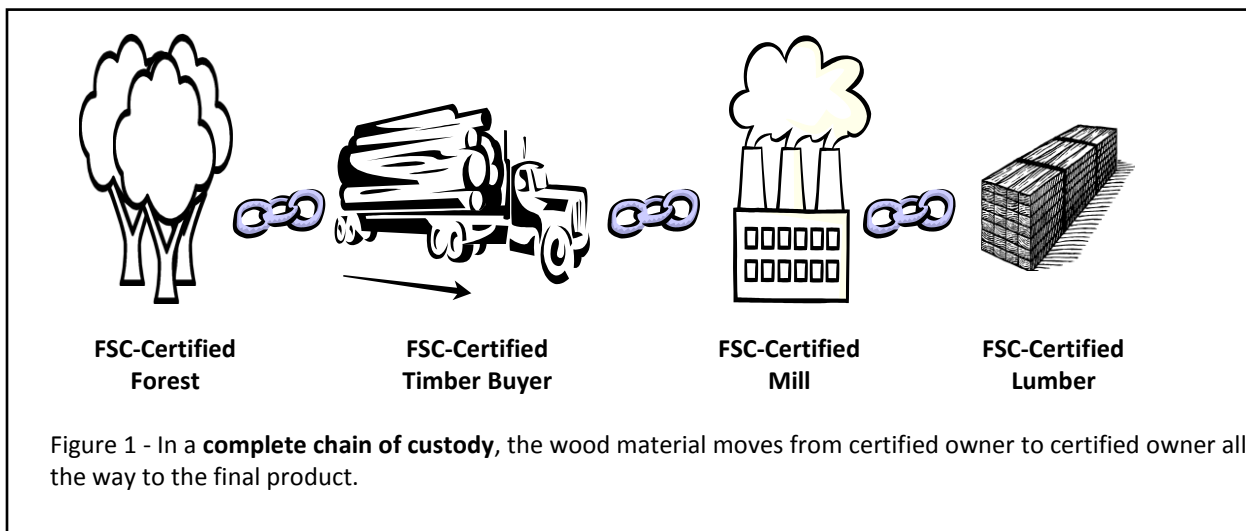 FSC-Certified
Forest
FSC-Certified
Timber Buyer
FSC-Certified
Mill
FSC-Certified
Lumber
Figure 1 - In a complete chain of custody, the wood material moves from certified owner to certified owner all
the way to the final product.